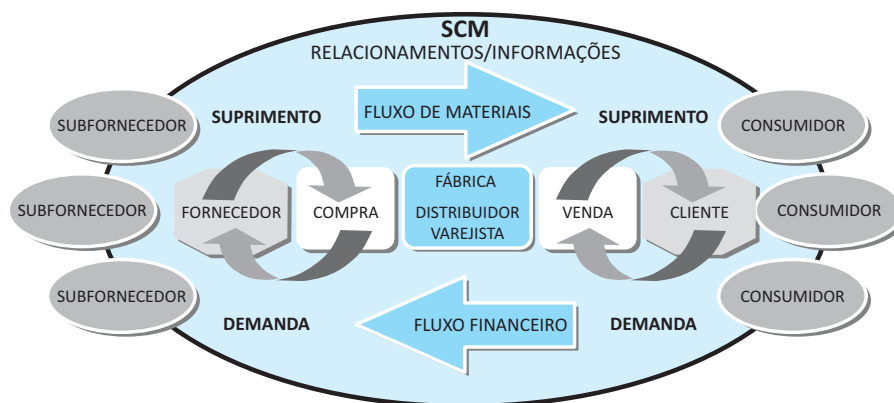 SCM
RELACIONAMENTOS/INFORMAÇÕES
SUBFORNECEDOR
SUPRIMENTO
FLUXO DE MATERIAIS
SUPRIMENTO
CONSUMIDOR
SUBFORNECEDOR
FORNECEDOR
COMPRA
FÁBRICA
DISTRIBUIDOR
VAREJISTA
VENDA
CLIENTE
CONSUMIDOR
SUBFORNECEDOR
DEMANDA
FLUXO FINANCEIRO
DEMANDA
CONSUMIDOR